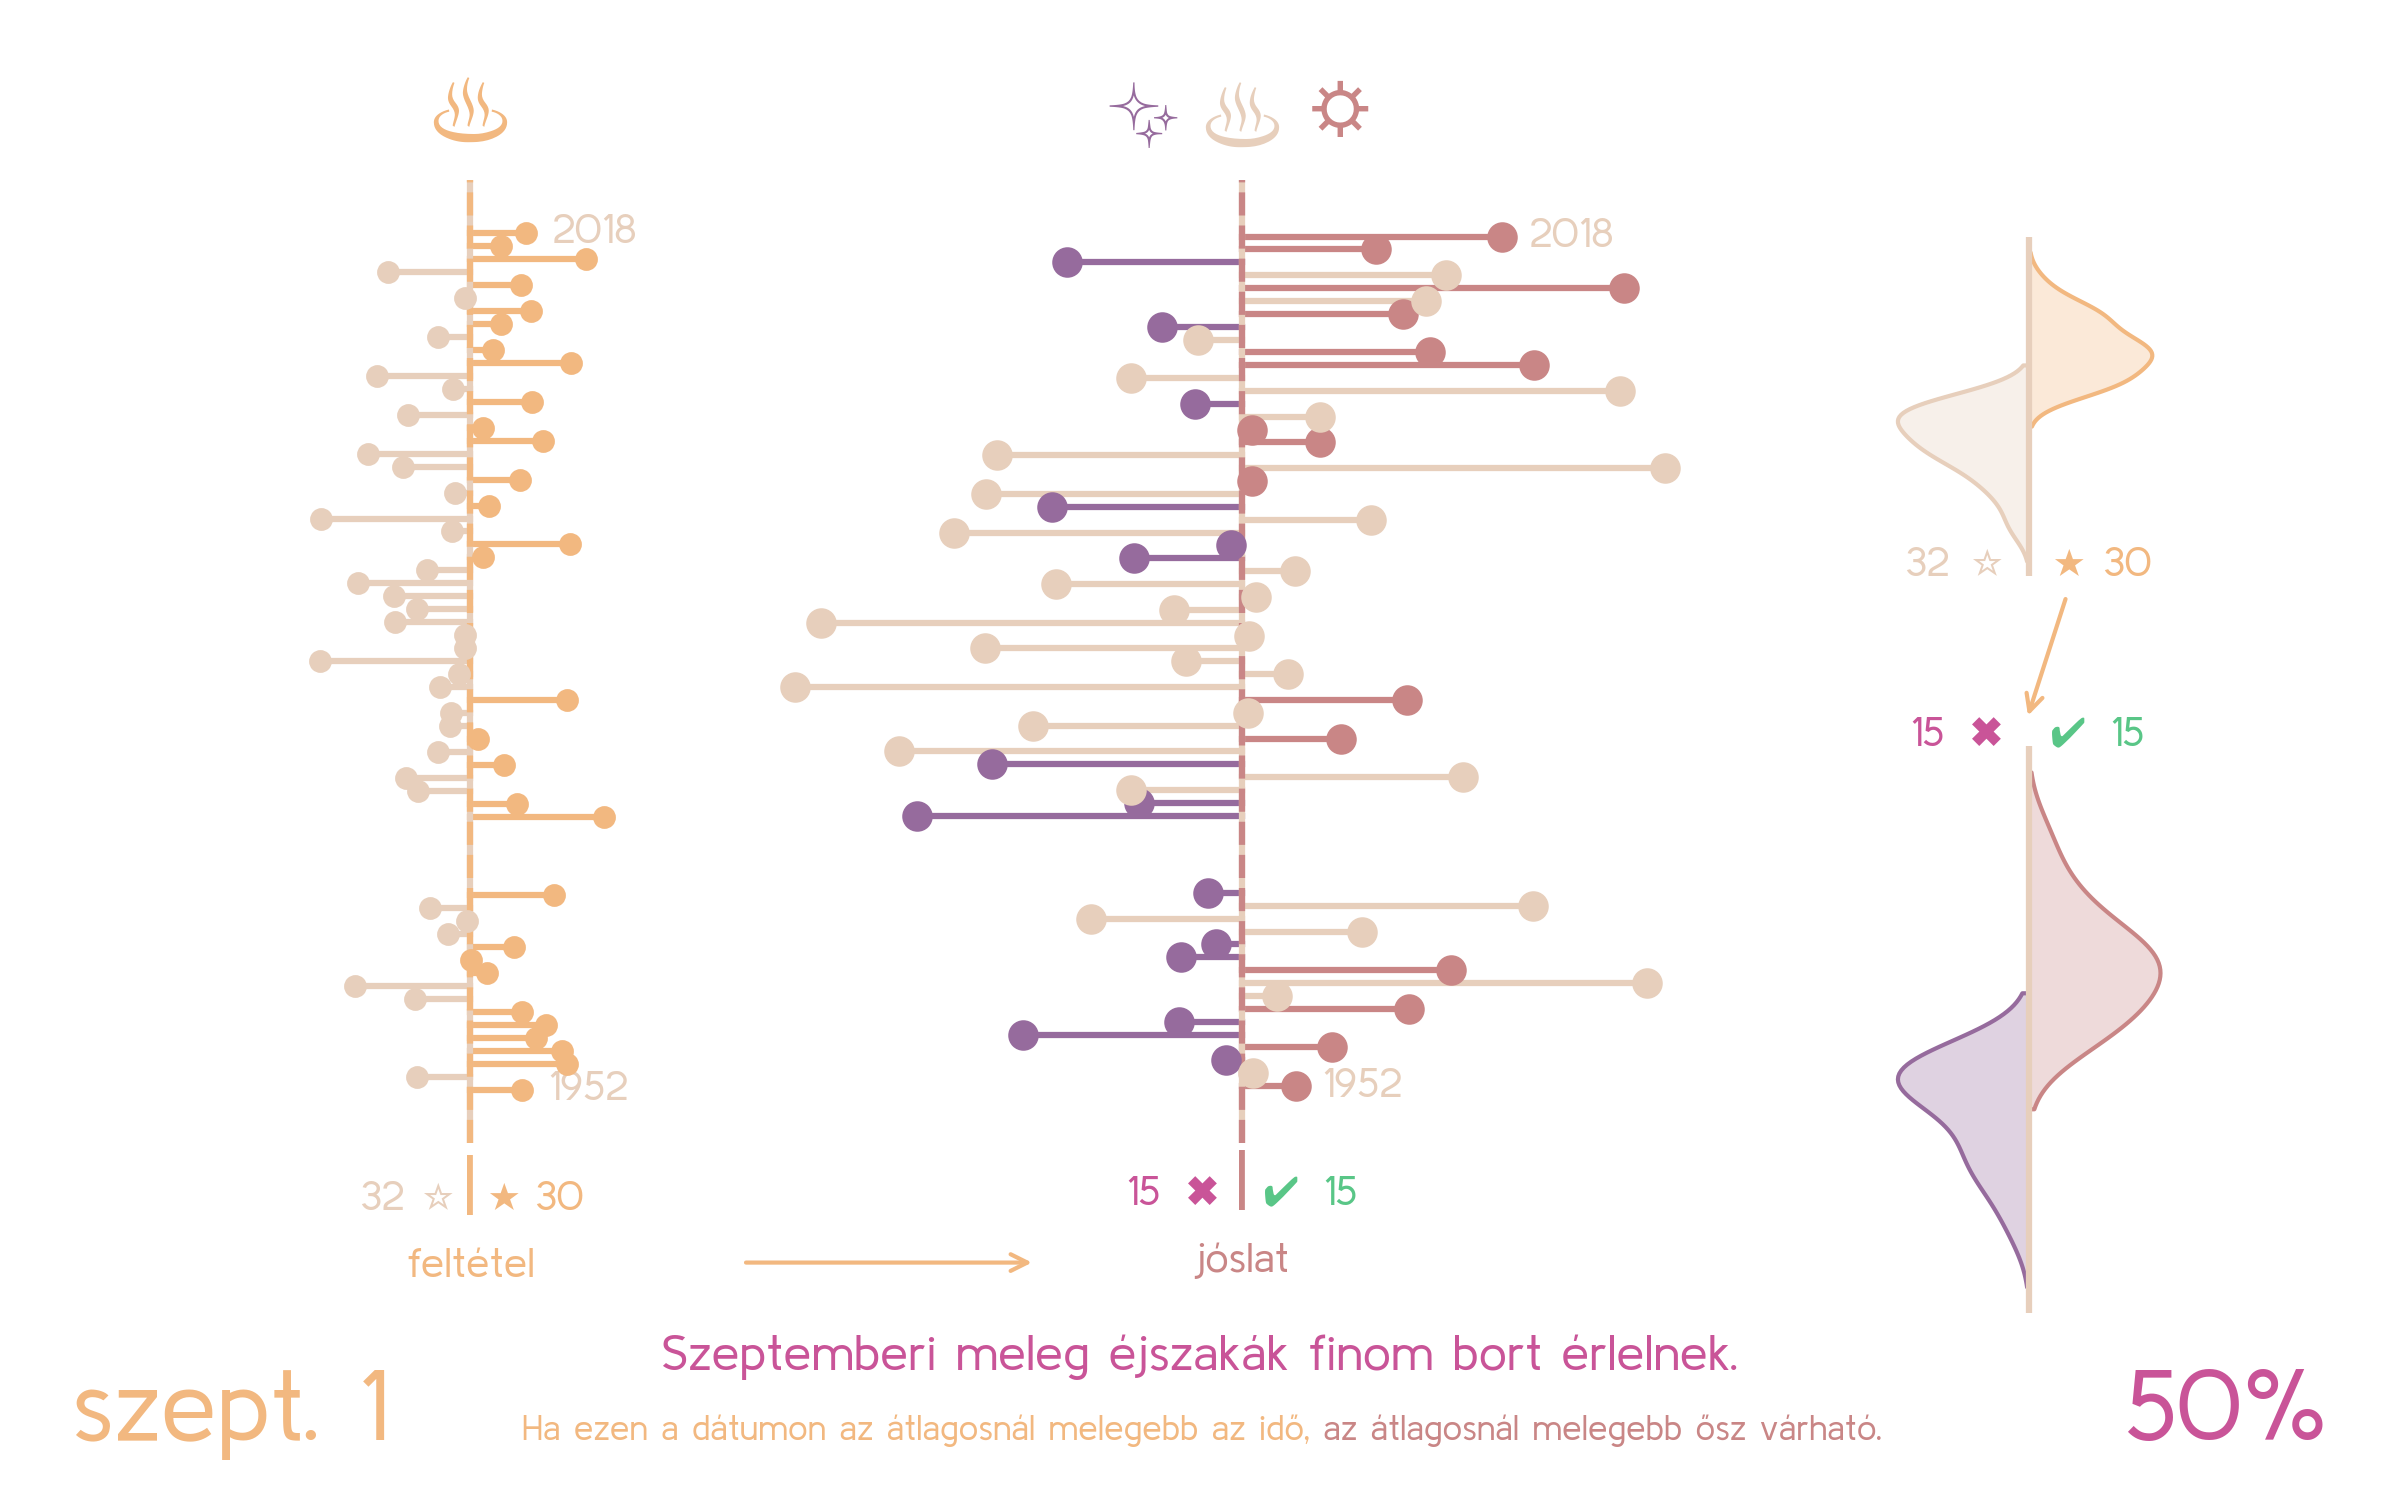 2018
2018
32 ☆ ★ 30
15 ✖ ✔ 15
1952
1952
32 ☆ ★ 30
15 ✖ ✔ 15
feltétel
jóslat
Szeptemberi meleg éjszakák finom bort érlelnek.
szept. 1
50%
Ha ezen a dátumon az átlagosnál melegebb az idő, az átlagosnál melegebb ősz várható.